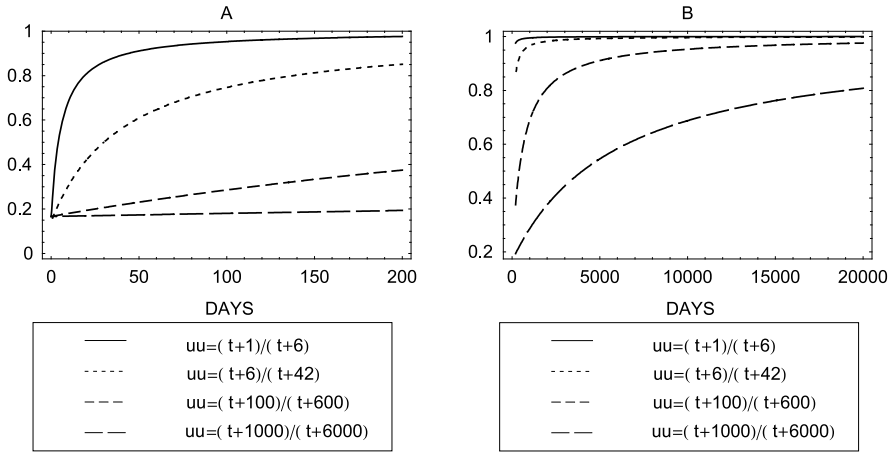 A
1
0.8
0.6
0.4
0.2
0
0 50 100 150 200
DAYS
uu=( t+1)/( t+6)
uu=( t+6)/( t+42)
uu=( t+100)/( t+600)
uu=( t+1000)/( t+6000)
B
1
0.8
0.6
0.4
0.2
0 5000 10000 15000 20000
DAYS
uu=( t+1)/( t+6)
uu=( t+6)/( t+42)
uu=( t+100)/( t+600)
uu=( t+1000)/( t+6000)